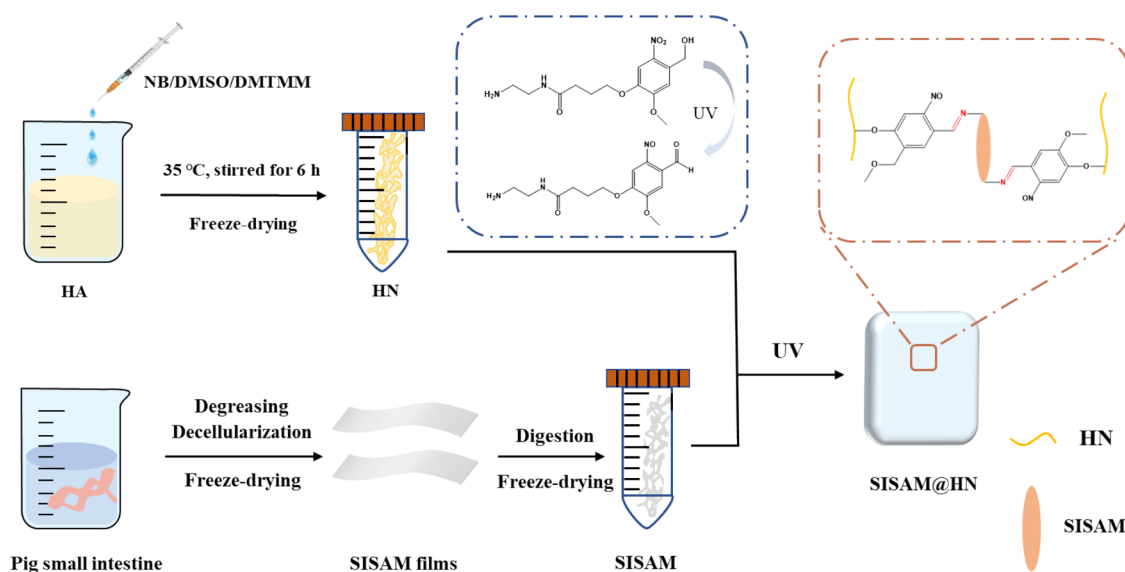 NB/DMSO/DMTMM
35 °C, stirred for 6 h
Freeze-drying
HA
HN
NO₂
OH
H
N
H₂N
O
O
O
UV
NO
O
H
N
H₂N
O
O
H
O
NO
N
O
O
O
O
O
N
ON
UV
HN
SISAM@HN
SISAM
Degreasing
Decellularization
Freeze-drying
Digestion
Freeze-drying
Pig small intestine
SISAM films
SISAM